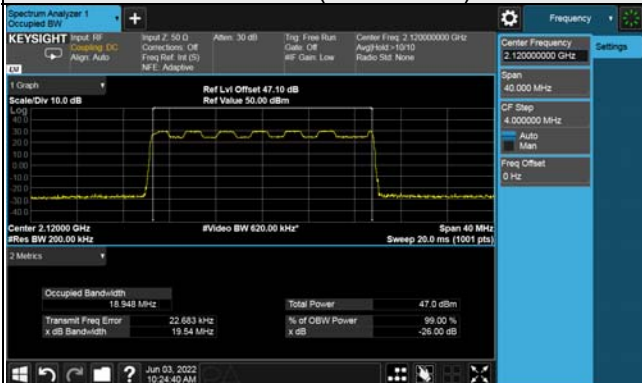 Spectrum Analyzer 1
Occupied BW
+
Frequency
KEYSIGHT
Input: RF
Coupling: DC
Align: Auto
Input Z: 50 Ω
Corrections: Off
Freq Ref: Int (S)
NFE: Adaptive
Atten: 30 dB
Trig: Free Run
Gate: Off
#IF Gain: Low
Center Freq: 2.120000000 GHz
Avg|Hold:>10/10
Radio Std: None
Center Frequency
2.120000000 GHz
Settings
Span
40.000 MHz
CF Step
4.000000 MHz
Auto
Man
Freq Offset
0 Hz
1 Graph
Scale/Div 10.0 dB
Ref Lvl Offset 47.10 dB
Ref Value 50.00 dBm
Log
40.0
30.0
20.0
10.0
0.00
-10.0
-20.0
-30.0
-40.0
Center 2.12000 GHz
#Res BW 200.00 kHz
#Video BW 620.00 kHz*
Span 40 MHz
Sweep 20.0 ms (1001 pts)
2 Metrics
Occupied Bandwidth
18.948 MHz
Total Power 47.0 dBm
Transmit Freq Error 22.683 kHz
% of OBW Power 99.00 %
x dB Bandwidth 19.54 MHz
x dB -26.00 dB
?
Jun 03, 2022
10:24:40 AM